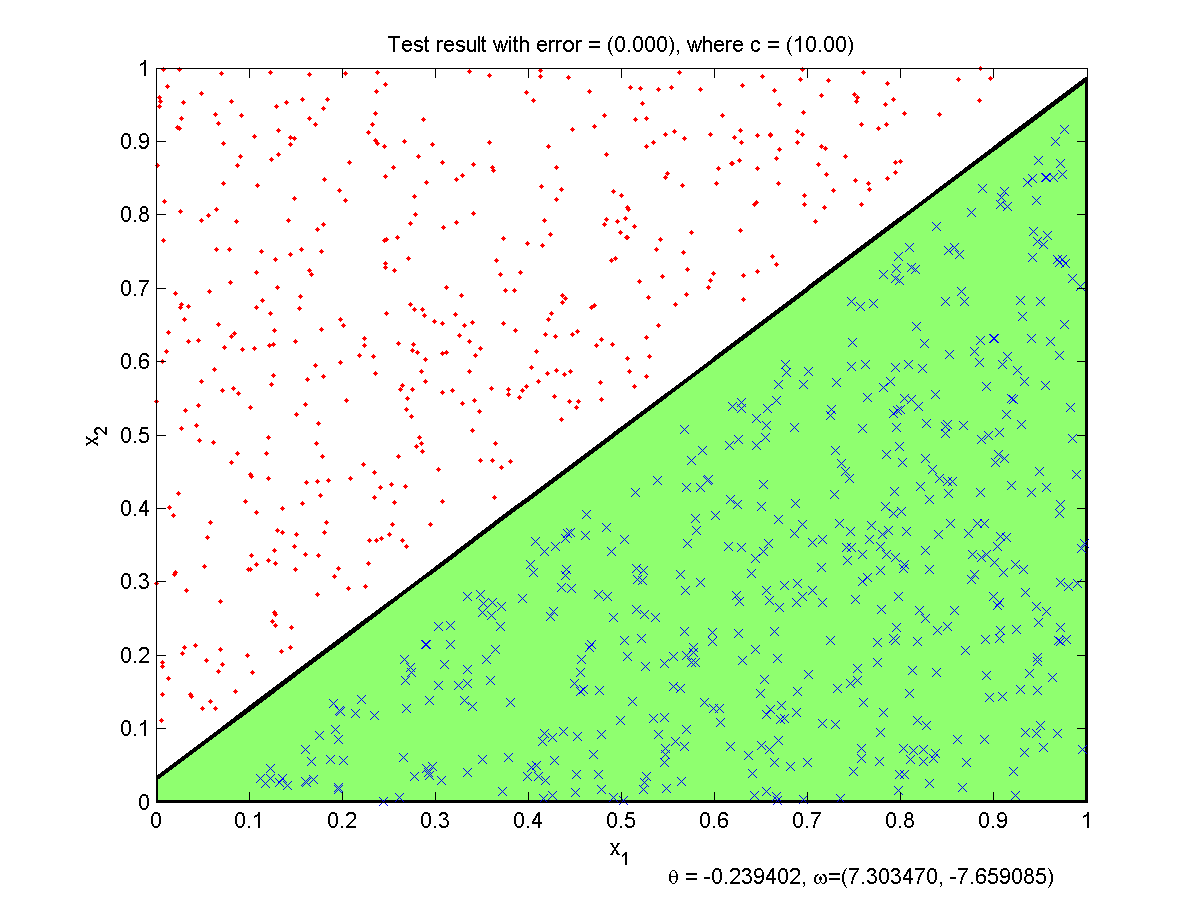 Test result with error = (0.000), where c = (10.00)
1
0.9
0.8
0.7
0.6
0.5
0.4
0.3
0.2
0.1
0
x₂
0 0.1 0.2 0.3 0.4 0.5 0.6 0.7 0.8 0.9 1
x₁
θ = -0.239402, ω=(7.303470, -7.659085)